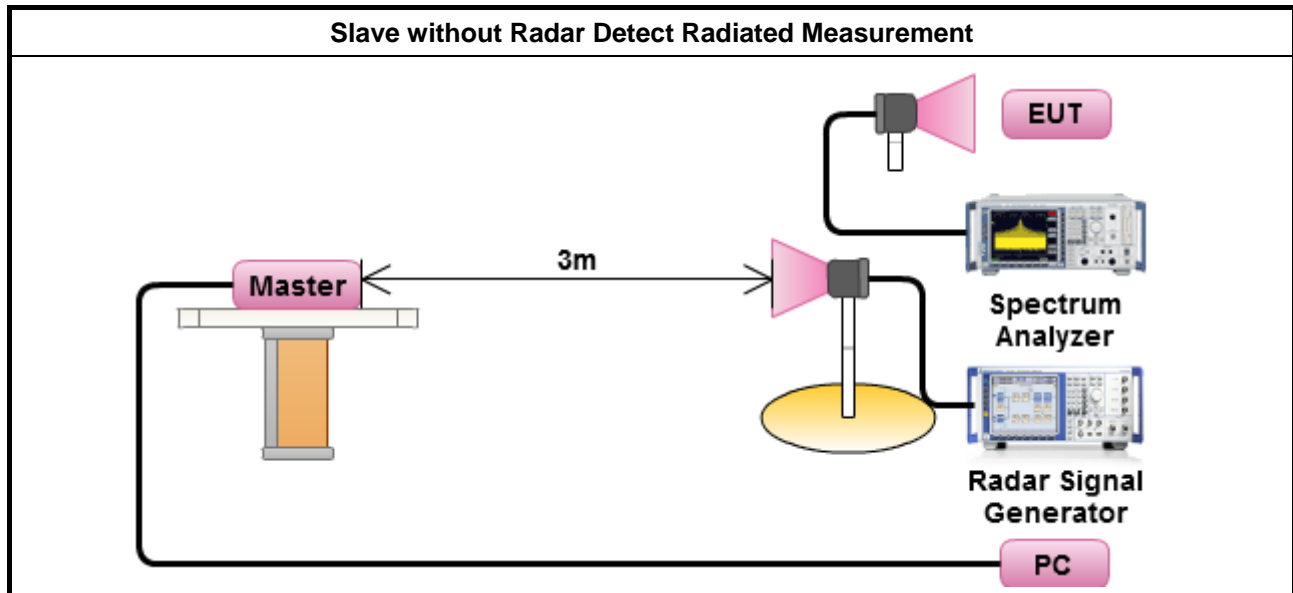 Slave without Radar Detect Radiated Measurement
EUT
3m
Master
Spectrum
Analyzer
Radar Signal
Generator
PC